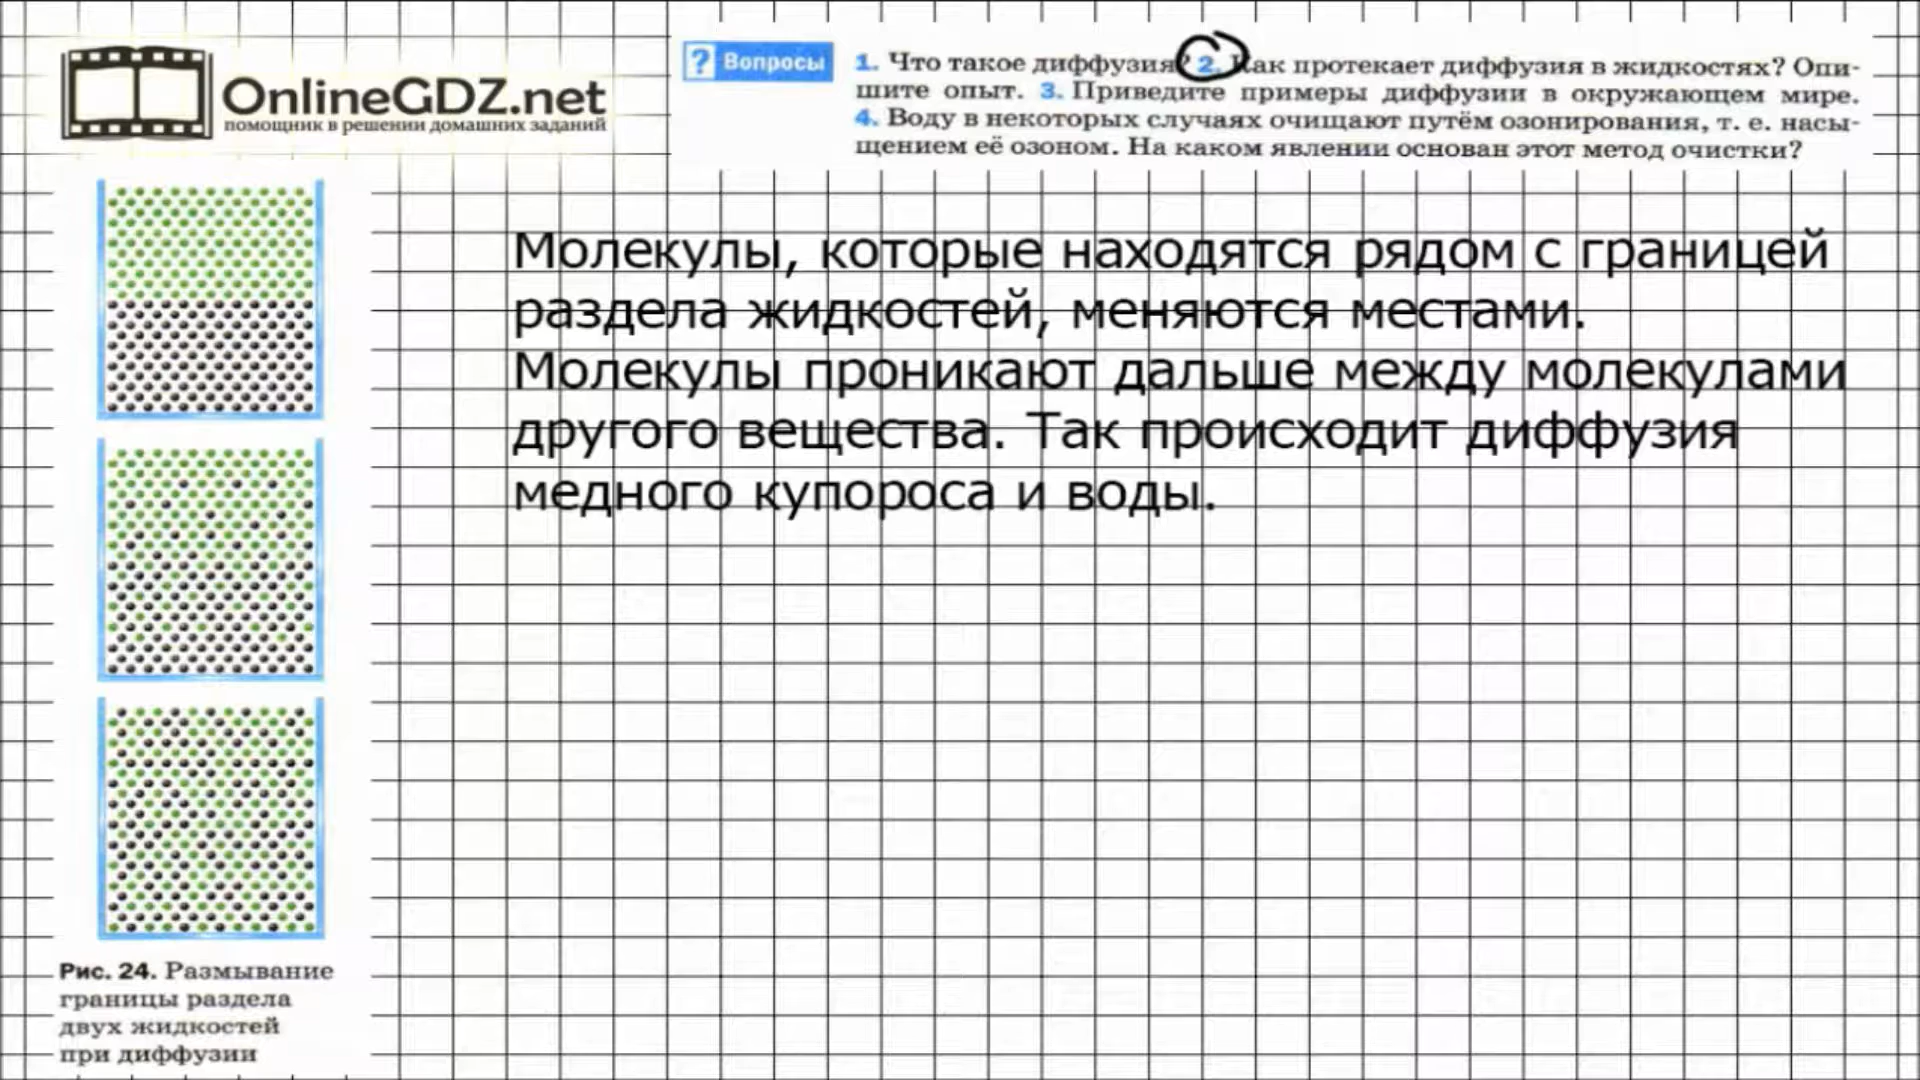 OnlineGDZ.net
помощник в решении домашних заданий
? Вопросы
1. Что такое диффузия? 2. Как протекает диффузия в жидкостях? Опи-
шите опыт. 3. Приведите примеры диффузии в окружающем мире.
4. Воду в некоторых случаях очищают путём озонирования, т. е. насы-
щением её озоном. На каком явлении основан этот метод очистки?
Молекулы, которые находятся рядом с границей
раздела жидкостей, меняются местами.
Молекулы проникают дальше между молекулами
другого вещества. Так происходит диффузия
медного купороса и воды.
Рис. 24. Размывание
границы раздела
двух жидкостей
при диффузии